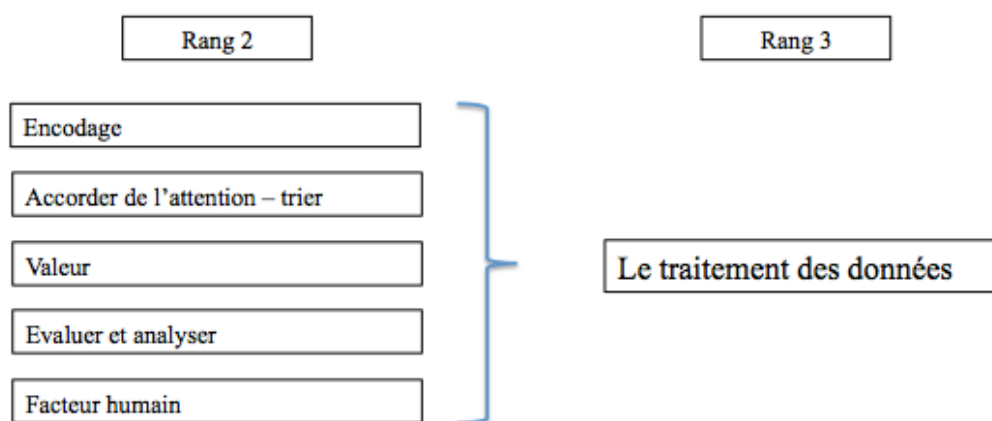 Rang 2
Rang 3
Encodage
Accorder de l’attention – trier
Valeur
Evaluer et analyser
Facteur humain
Le traitement des données